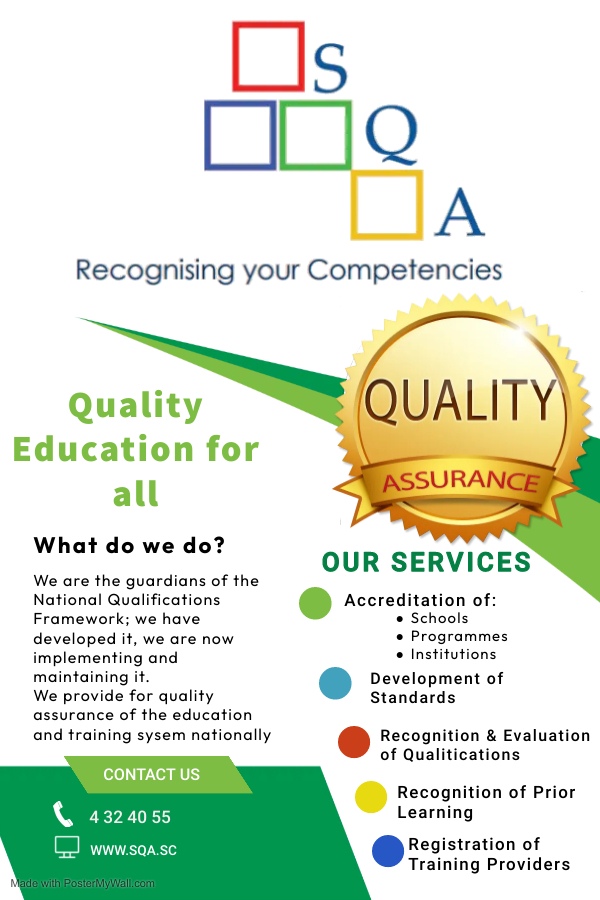 S
Q
A
Recognising your Competencies
QUALITY
ASSURANCE
Quality
Education for
all
What do we do?
We are the guardians of the
National Qualifications
Framework; we have
developed it, we are now
implementing and
maintaining it.
We provide for quality
assurance of the education
and training sysem nationally
OUR SERVICES
Accreditation of:
• Schools
• Programmes
• Institutions
Development of
Standards
Recognition & Evaluation
of Qualitications
Recognition of Prior
Learning
Registration of
Training Providers
CONTACT US
4 32 40 55
WWW.SQA.SC
Made with PosterMyWall.com